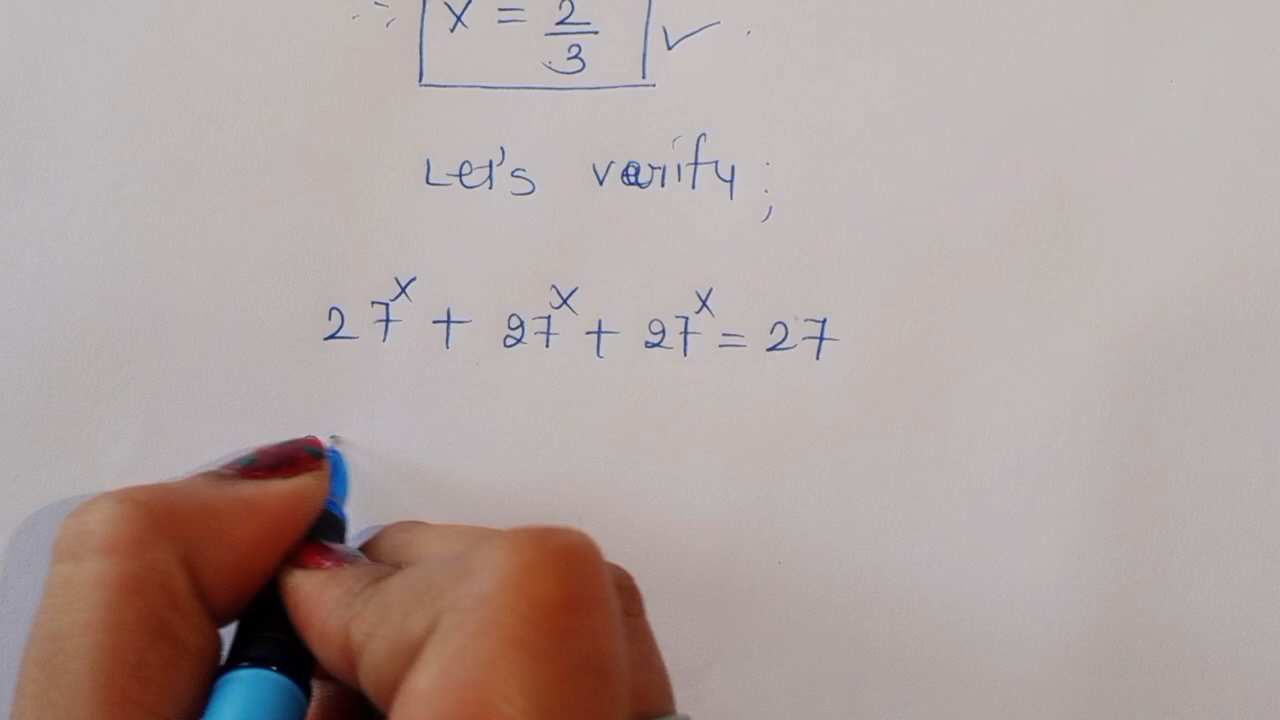 x = 2/3 ✓
Let's verify;
27^x + 27^x + 27^x = 27